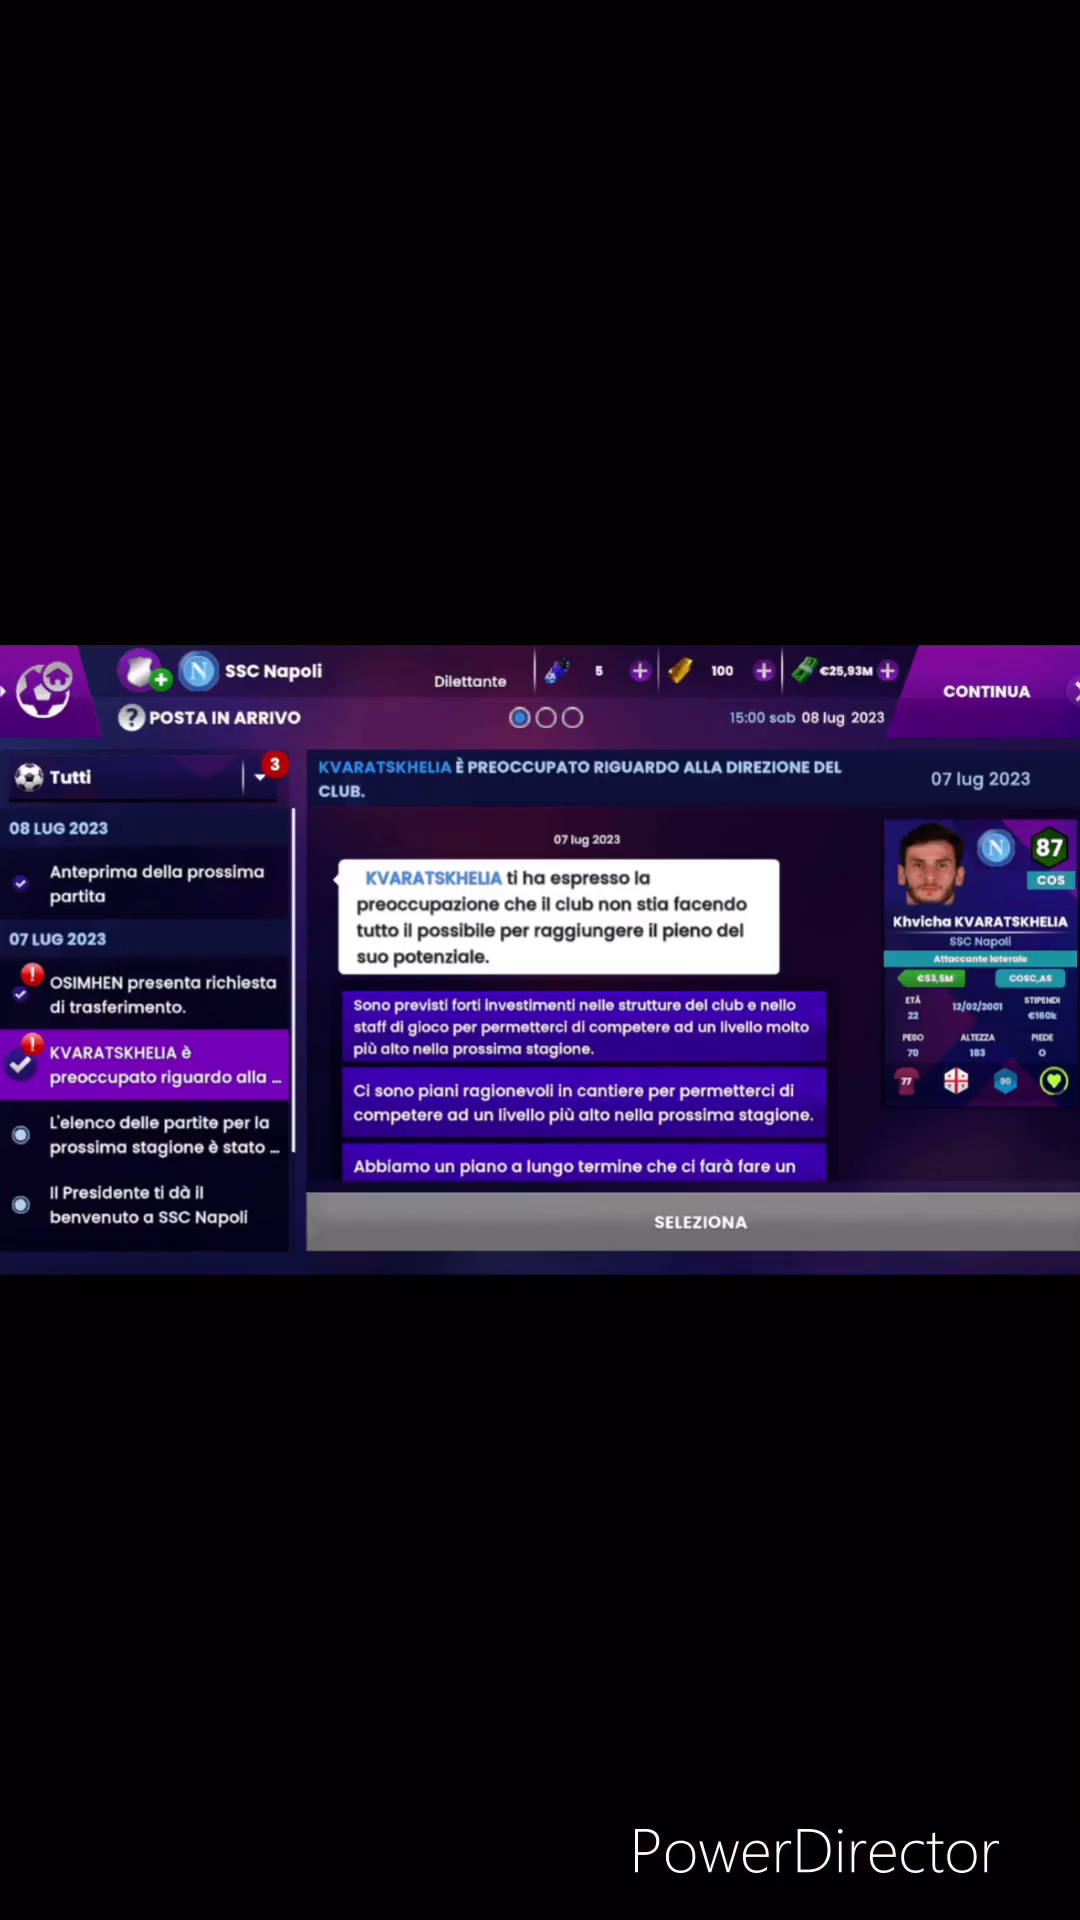 SSC Napoli
Dilettante
5
100
€25,93M
CONTINUA
? POSTA IN ARRIVO
15:00 sab 08 lug 2023
Tutti
3
08 LUG 2023
Anteprima della prossima
partita
07 LUG 2023
OSIMHEN presenta richiesta
di trasferimento.
KVARATSKHELIA è
preoccupato riguardo alla ...
L'elenco delle partite per la
prossima stagione è stato ...
Il Presidente ti dà il
benvenuto a SSC Napoli
KVARATSKHELIA È PREOCCUPATO RIGUARDO ALLA DIREZIONE DEL
CLUB.
07 lug 2023
07 lug 2023
KVARATSKHELIA ti ha espresso la
preoccupazione che il club non stia facendo
tutto il possibile per raggiungere il pieno del
suo potenziale.
Sono previsti forti investimenti nelle strutture del club e nello
staff di gioco per permetterci di competere ad un livello molto
più alto nella prossima stagione.
Ci sono piani ragionevoli in cantiere per permetterci di
competere ad un livello più alto nella prossima stagione.
Abbiamo un piano a lungo termine che ci farà fare un
SELEZIONA
N
87
COS
Khvicha KVARATSKHELIA
SSC Napoli
Attaccante laterale
€53,5M
COSC,AS
ETÀ
22
12/02/2001
STIPENDI
€160k
PESO
70
ALTEZZA
183
PIEDE
O
77
90
PowerDirector